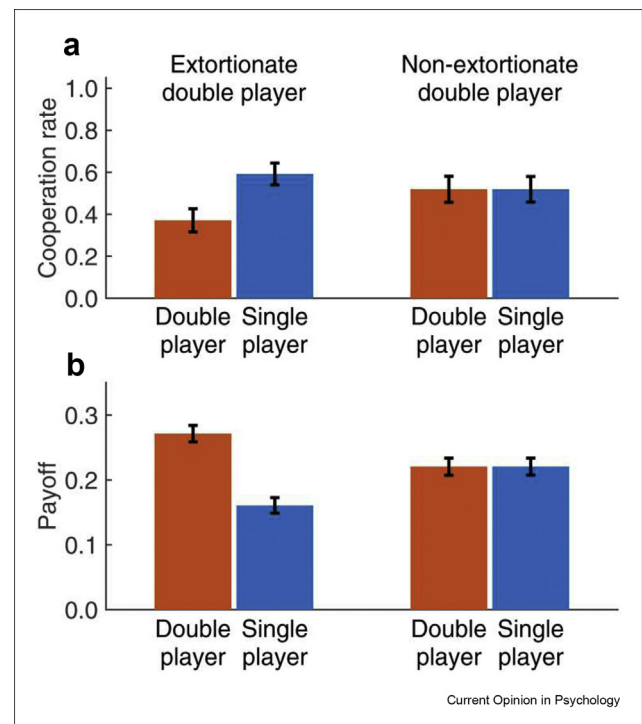 a
Extortionate
double player
Non-extortionate
double player
Cooperation rate
1.0
0.8
0.6
0.4
0.2
0.0
Double
player
Single
player
Double
player
Single
player
b
Payoff
0.3
0.2
0.1
0.0
Double
player
Single
player
Double
player
Single
player
Current Opinion in Psychology